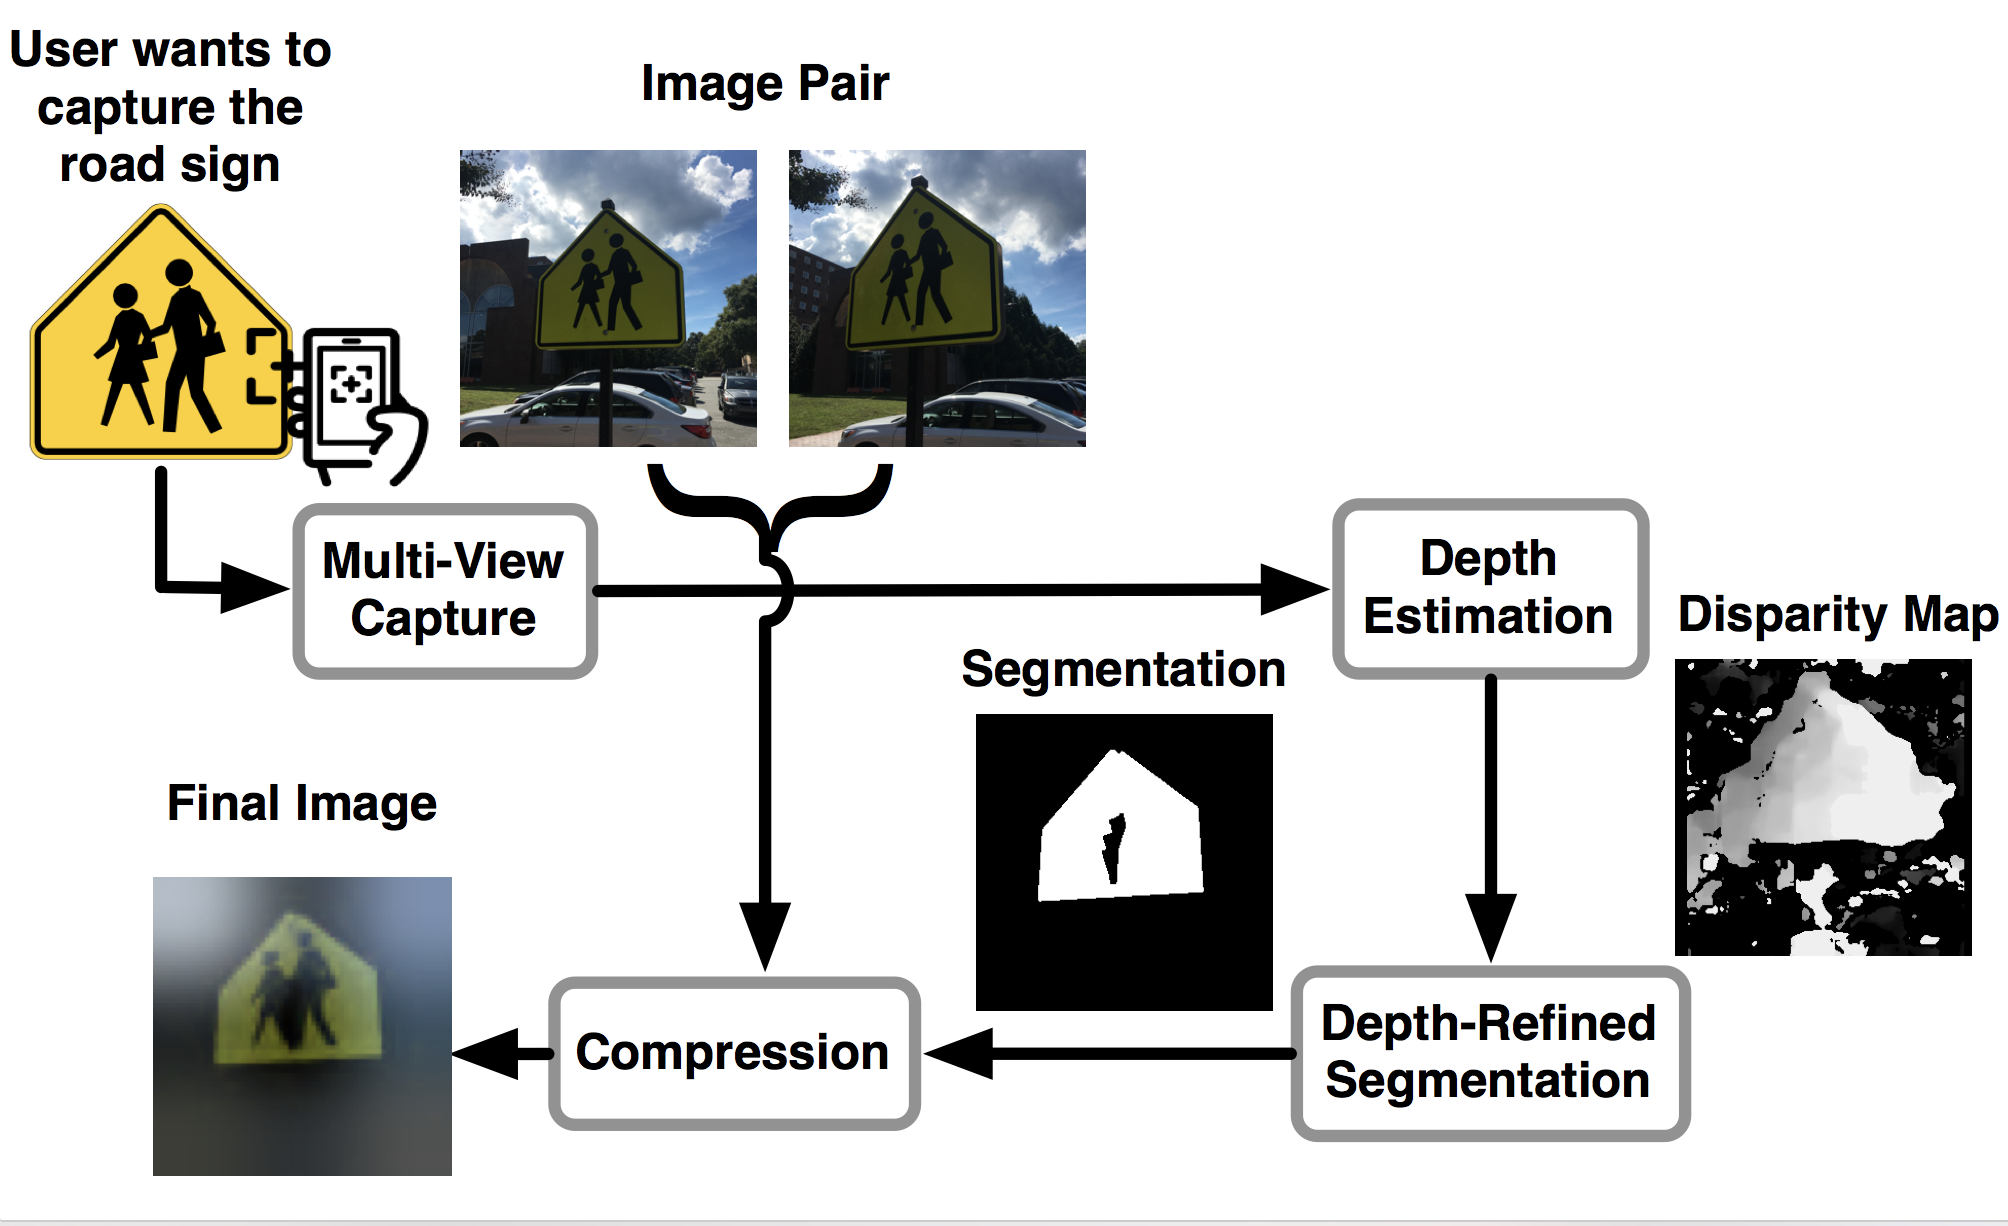 User wants to
capture the
road sign
Image Pair
Multi-View
Capture
Depth
Estimation
Disparity Map
Segmentation
Depth-Refined
Segmentation
Compression
Final Image